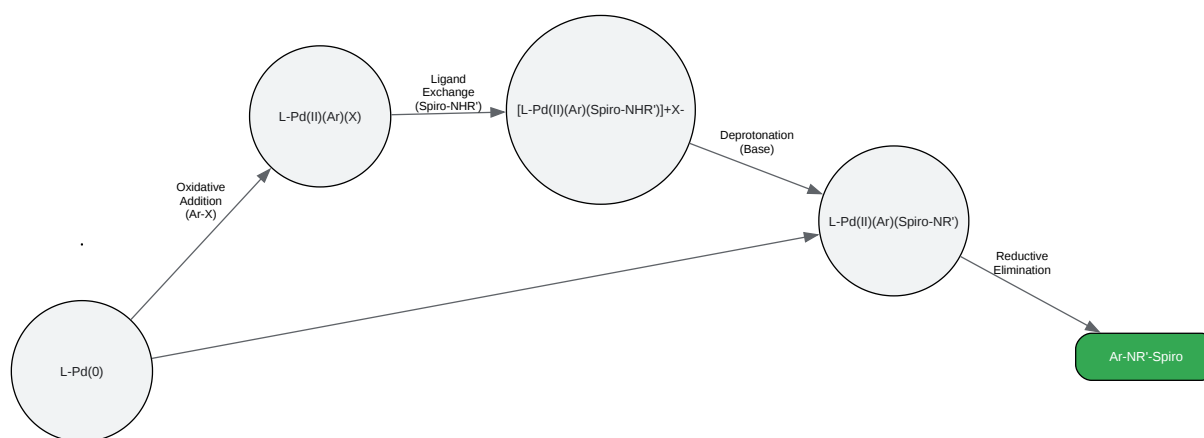 L-Pd(0)
Oxidative
Addition
(Ar-X)
L-Pd(II)(Ar)(X)
Ligand
Exchange
(Spiro-NHR')
[L-Pd(II)(Ar)(Spiro-NHR')]+X-
Deprotonation
(Base)
L-Pd(II)(Ar)(Spiro-NR')
Reductive
Elimination
Ar-NR'-Spiro